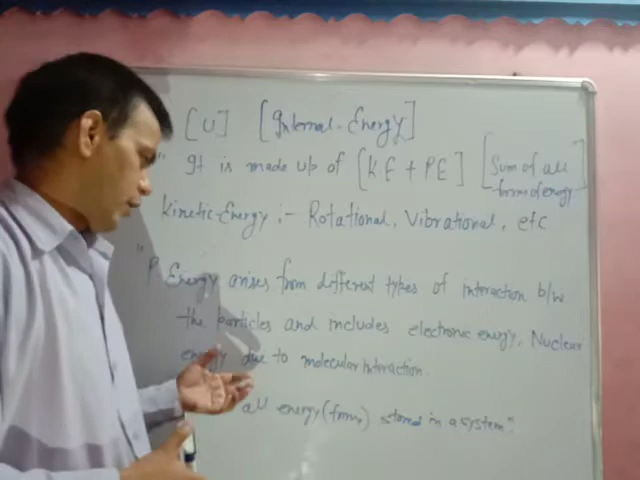 [U] [Internal-Energy]
" It is made up of [K.E + PE] [Sum of all form of energy]
Kinetic-Energy :- Rotational, Vibrational, etc
" P Energy arises from different types of interaction b/w
the particles and includes electronic energy, Nuclear
energy due to molecular Interaction.
all energy (form) stored in a system".